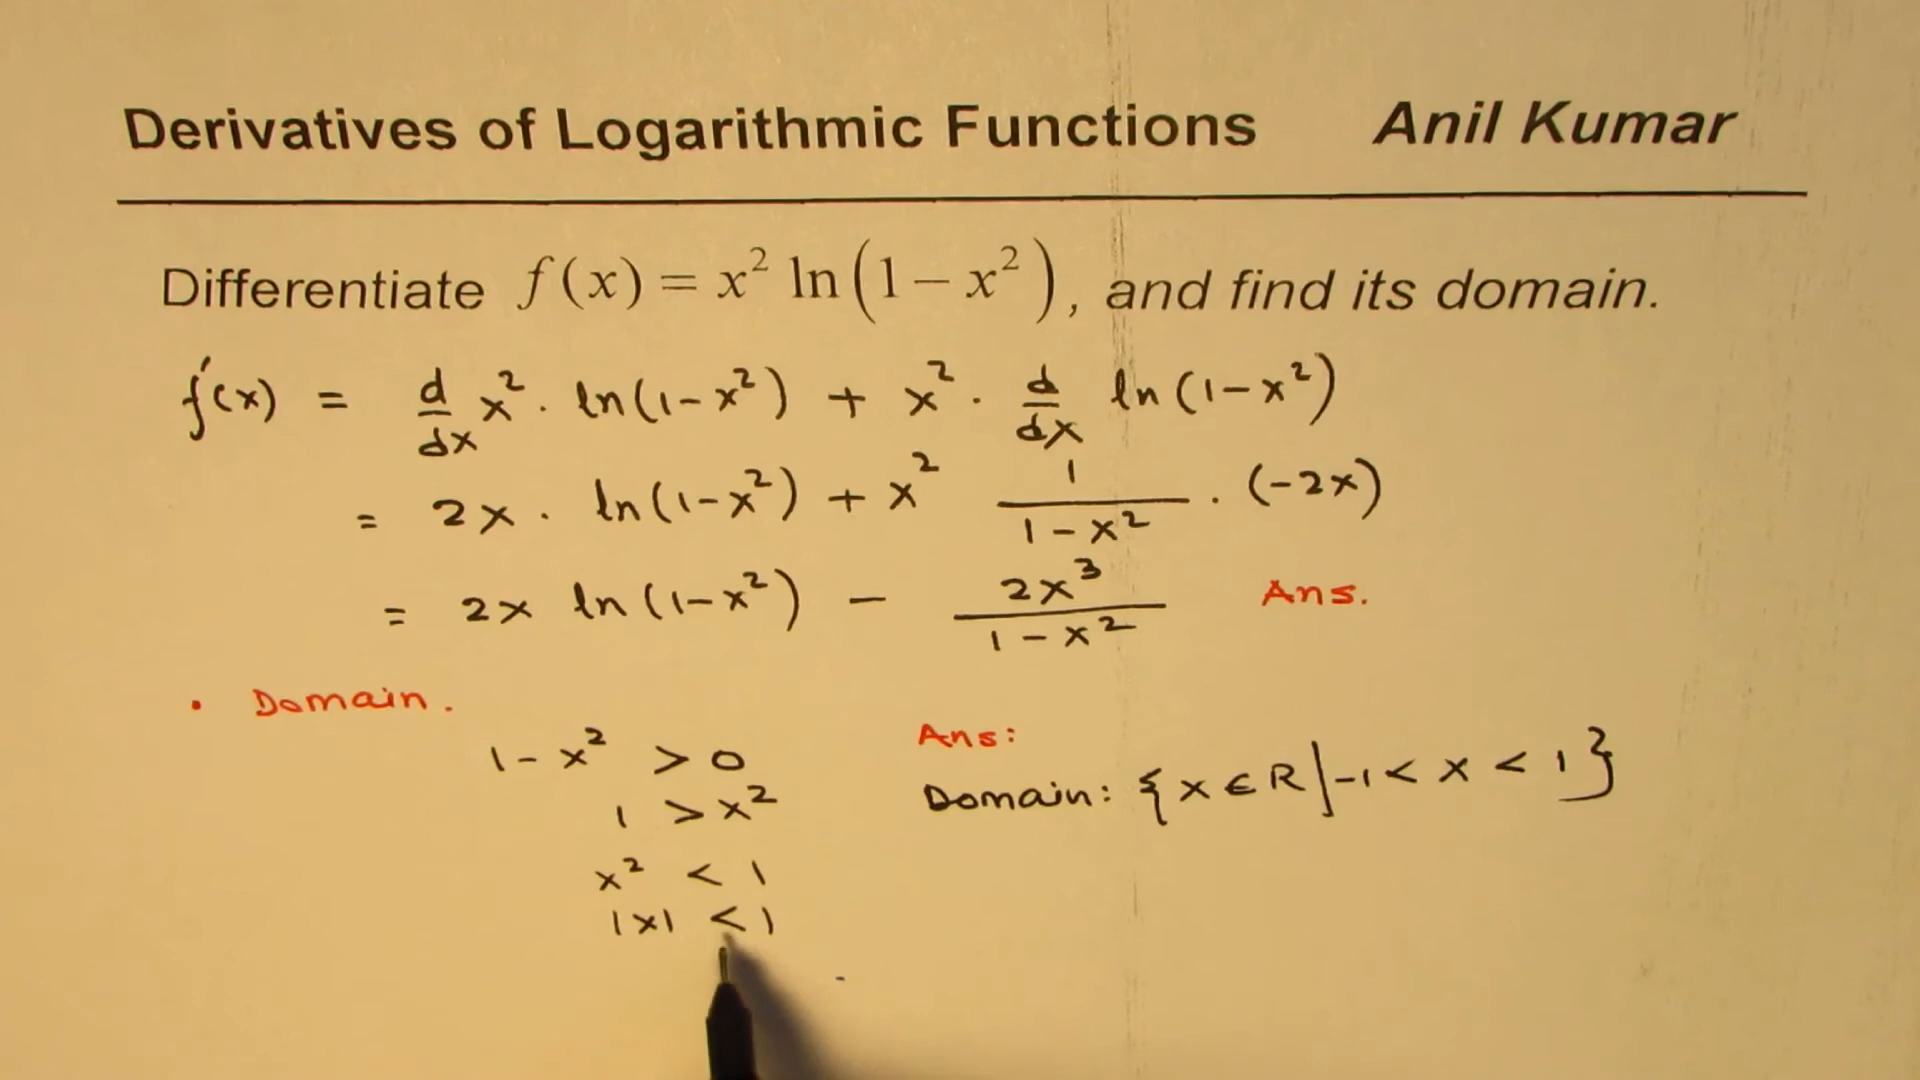 Derivatives of Logarithmic Functions Anil Kumar
Differentiate f(x) = x² ln(1 − x²), and find its domain.
f'(x) = d/dx x² · ln(1-x²) + x² · d/dx ln(1-x²)
= 2x · ln(1-x²) + x² 1/(1-x²) · (-2x)
= 2x ln(1-x²) - 2x³/(1-x²) Ans.
• Domain.
1-x² > 0
1 > x²
x² < 1
|x| < 1
Ans:
Domain: {x∈R|-1< x < 1}